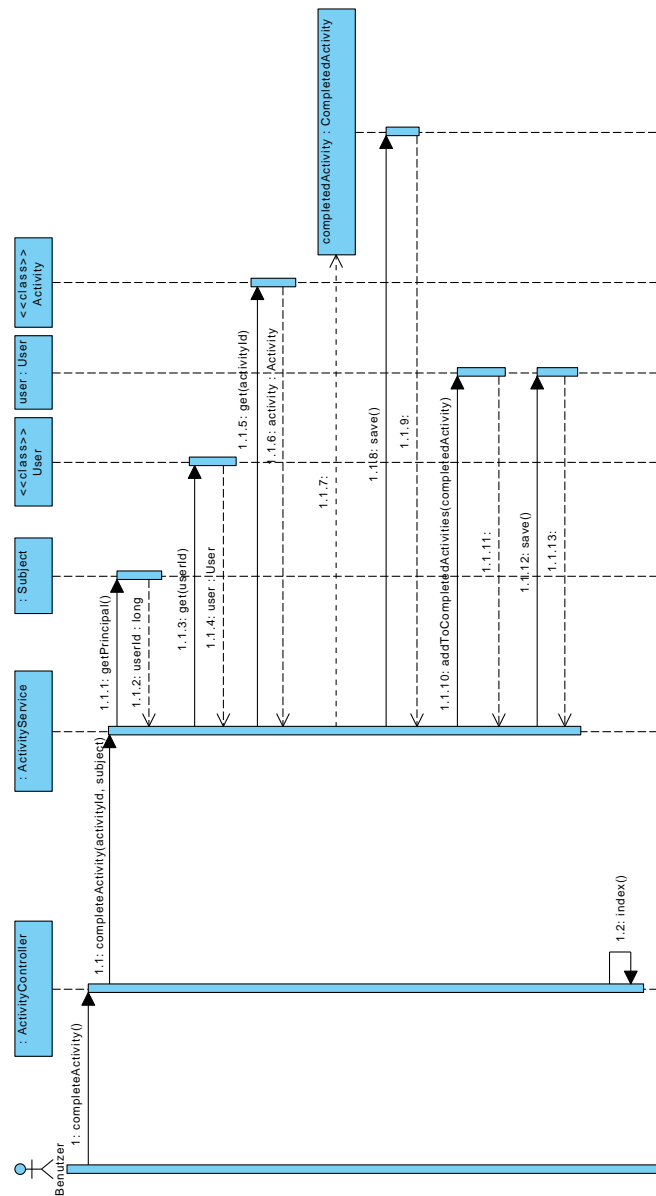 Benutzer
: ActivityController
: ActivityService
: Subject
<<class>>
User
user : User
<<class>>
Activity
completedActivity : CompletedActivity
1: completeActivity()
1.1: completeActivity(activityId, subject)
1.1.1: getPrincipal()
1.1.2: userId : long
1.1.3: get(userId)
1.1.4: user : User
1.1.5: get(activityId)
1.1.6: activity : Activity
1.1.7:
1.1.8: save()
1.1.9:
1.1.10: addToCompletedActivities(completedActivity)
1.1.11:
1.1.12: save()
1.1.13:
1.2: index()